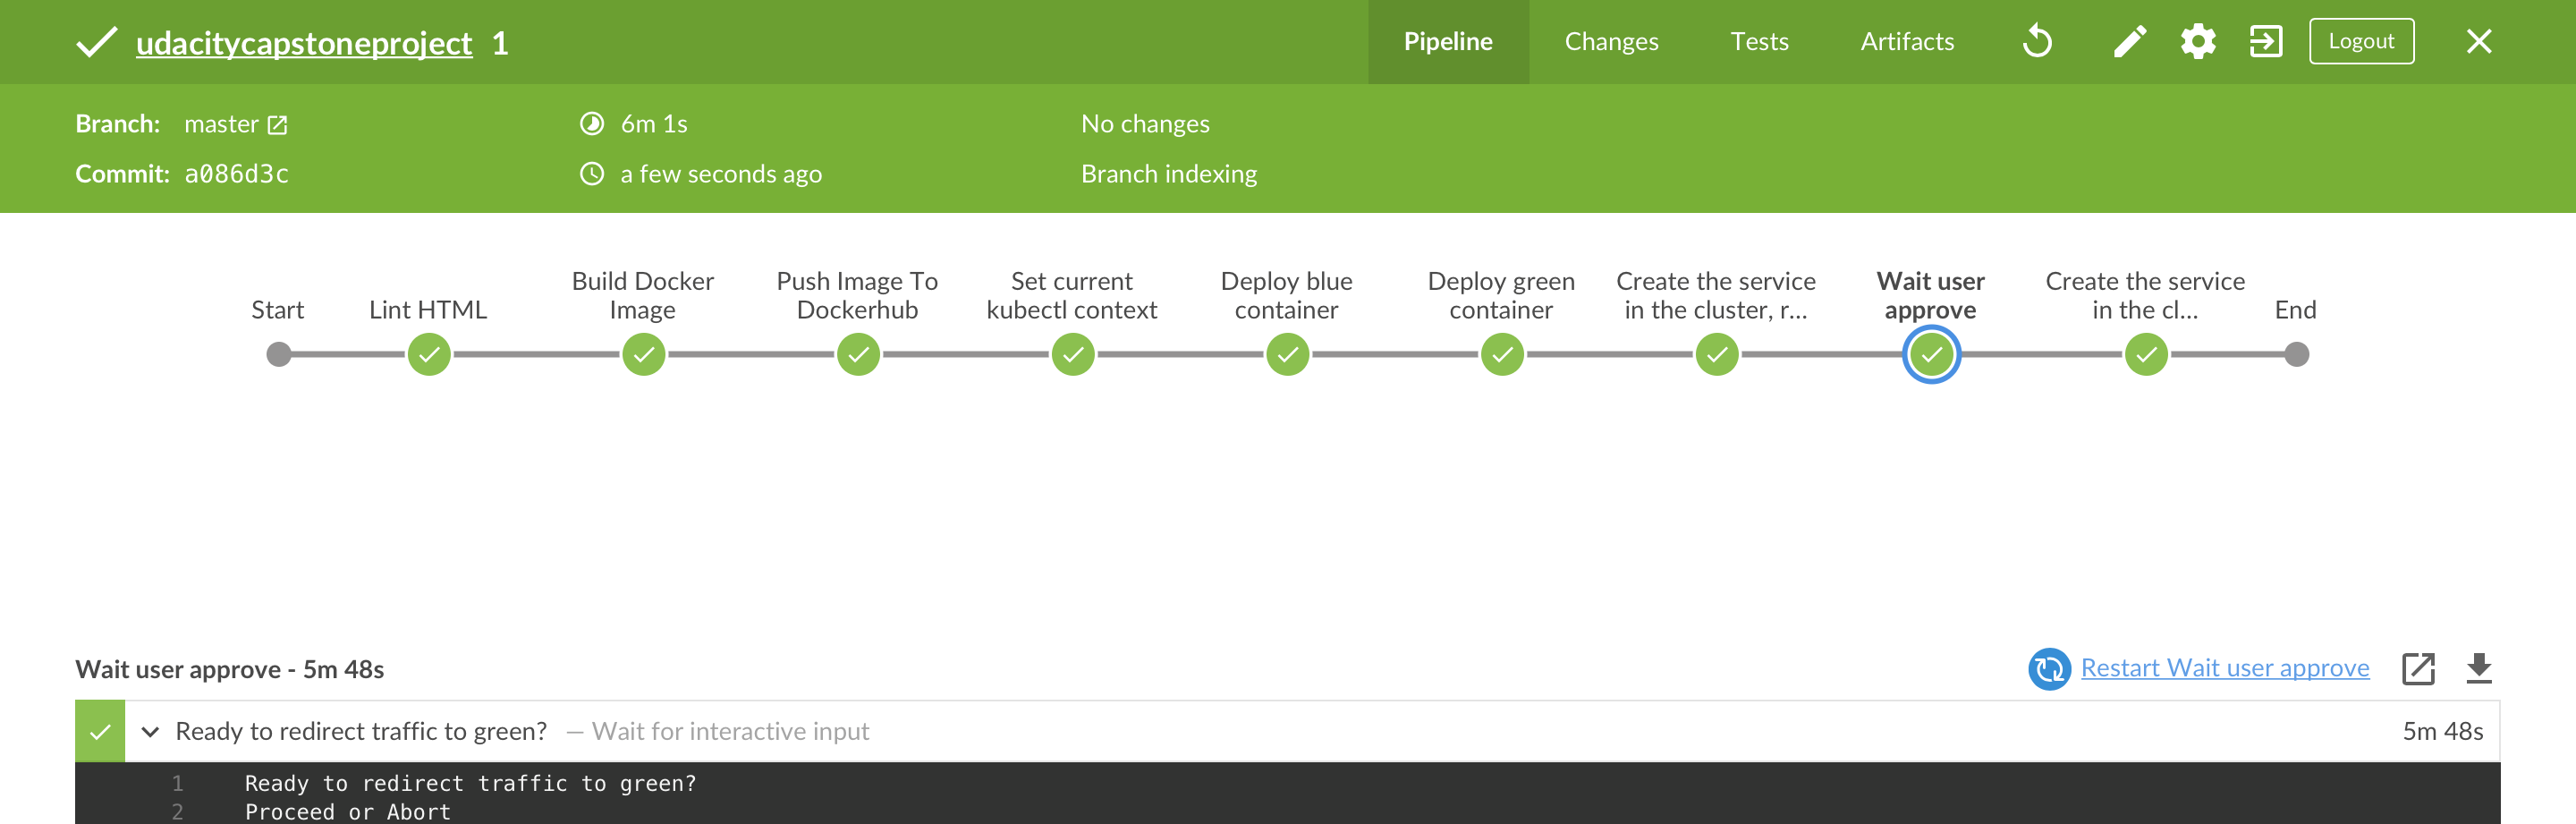 udacitycapstoneproject 1
Pipeline Changes Tests Artifacts Logout
Branch: master 6m 1s No changes
Commit: a086d3c a few seconds ago Branch indexing
Start
Lint HTML
Build Docker
Image
Push Image To
Dockerhub
Set current
kubectl context
Deploy blue
container
Deploy green
container
Create the service
in the cluster, r...
Wait user
approve
Create the service
in the cl...
End
Wait user approve - 5m 48s
Restart Wait user approve
Ready to redirect traffic to green? — Wait for interactive input 5m 48s
1 Ready to redirect traffic to green?
2 Proceed or Abort